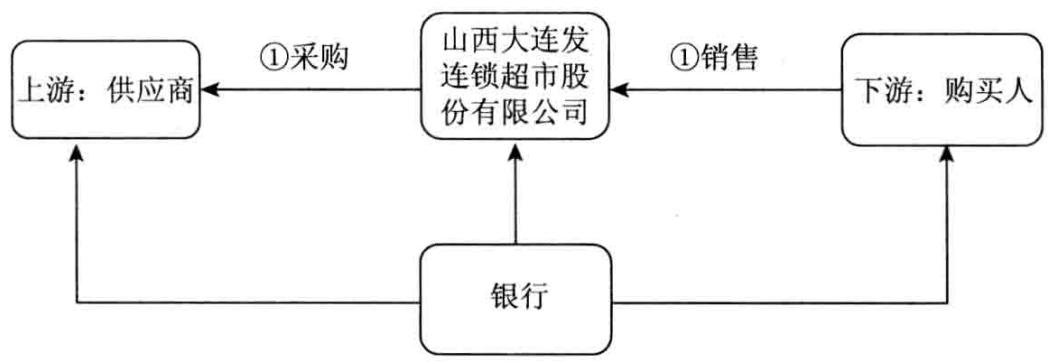 上游：供应商
①采购
山西大连发
连锁超市股
份有限公司
①销售
下游：购买人
银行